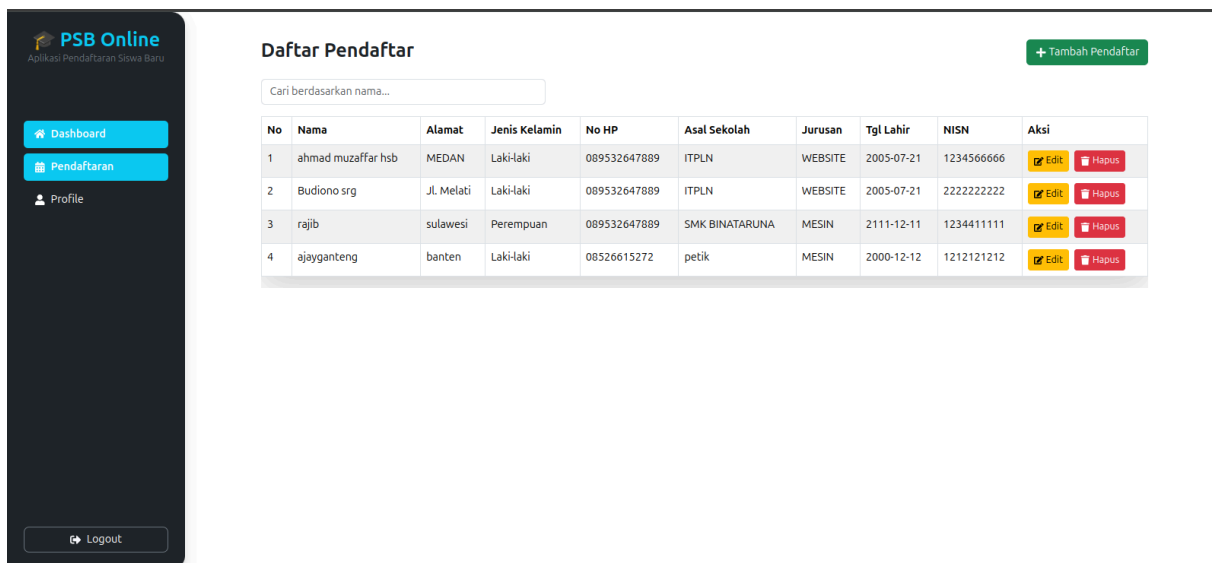 PSB Online
Aplikasi Pendaftaran Siswa Baru
Dashboard
Pendaftaran
Profile
Logout
Daftar Pendaftar
Tambah Pendaftar
Cari berdasarkan nama...
No Nama Alamat Jenis Kelamin No HP Asal Sekolah Jurusan Tgl Lahir NISN Aksi
1 ahmad muzaffar hsb MEDAN Laki-laki 089532647889 ITPLN WEBSITE 2005-07-21 1234566666 Edit Hapus
2 Budiono srg Jl. Melati Laki-laki 089532647889 ITPLN WEBSITE 2005-07-21 2222222222 Edit Hapus
3 rajib sulawesi Perempuan 089532647889 SMK BINATARUNA MESIN 2111-12-11 1234411111 Edit Hapus
4 ajayganteng banten Laki-laki 08526615272 petik MESIN 2000-12-12 1212121212 Edit Hapus